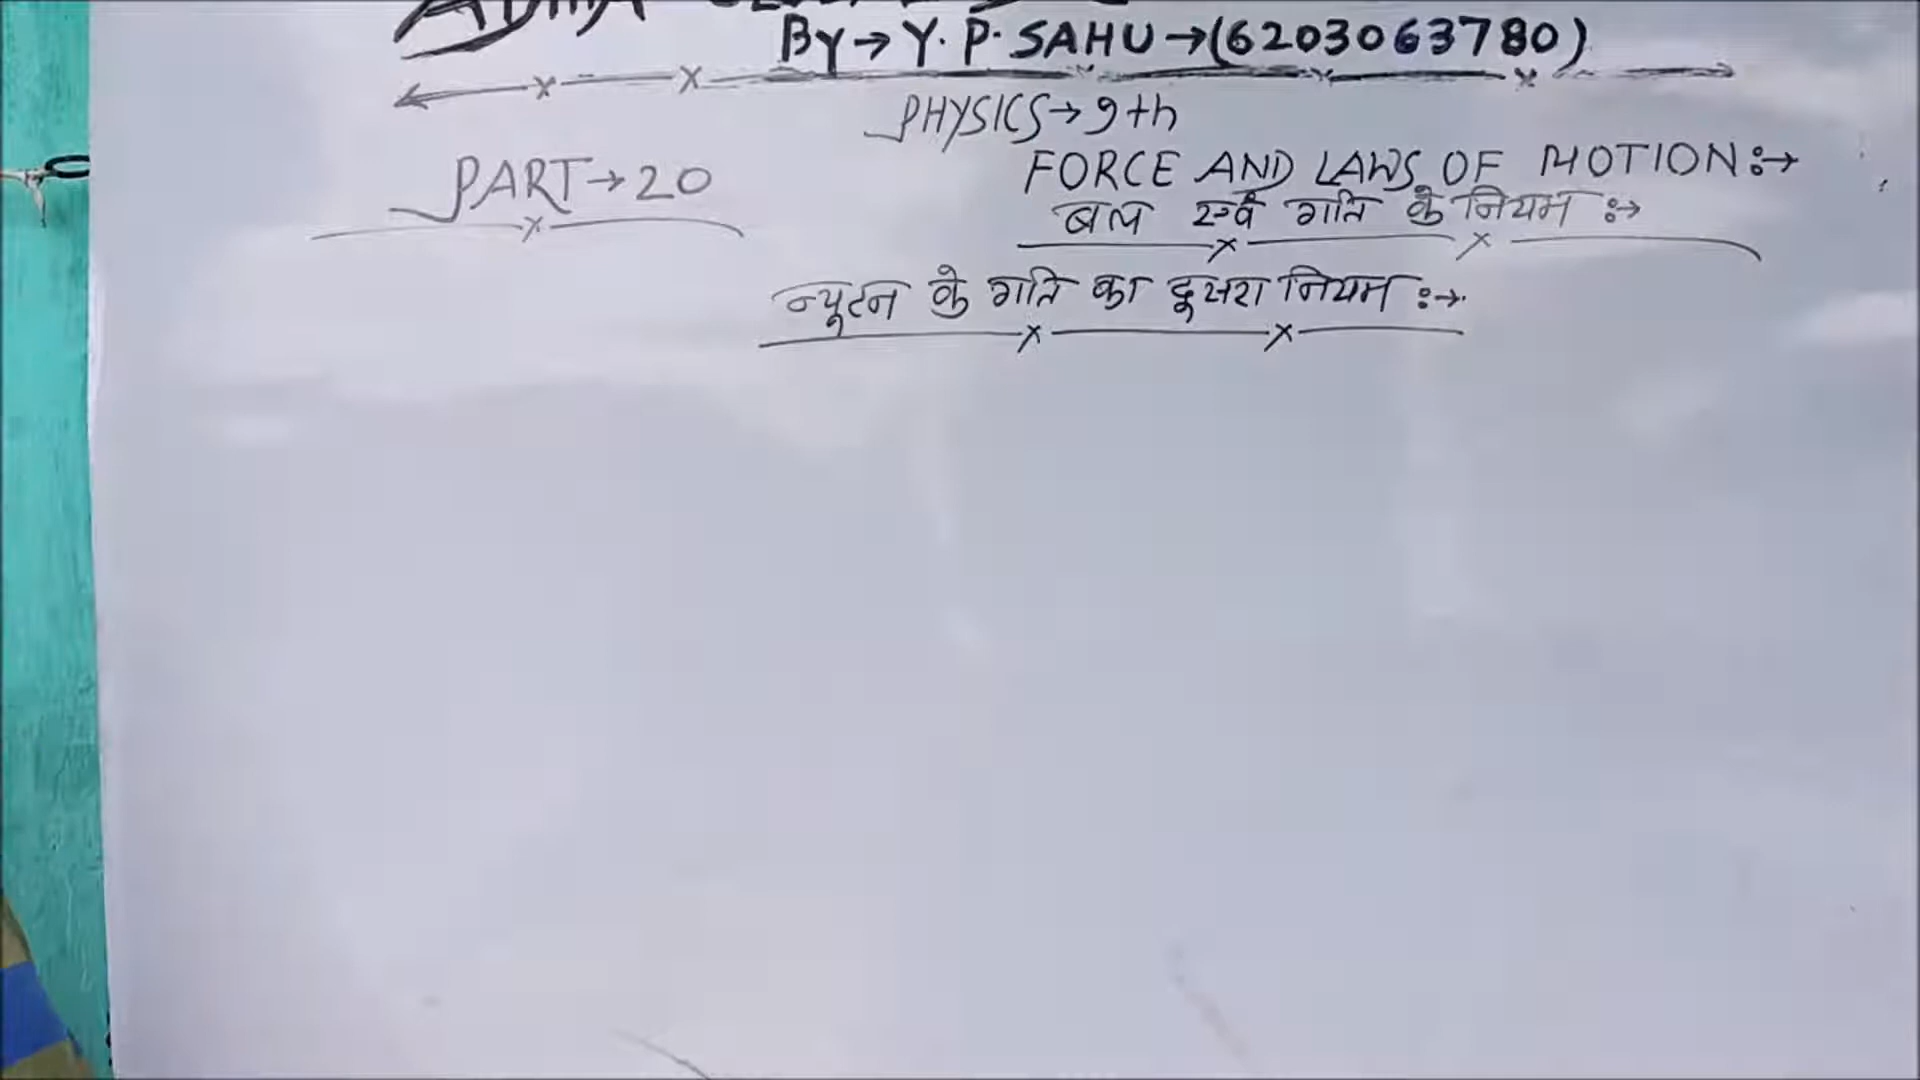 By→ Y. P. SAHU→(6203063780)
PHYSICS→9th
PART→20
FORCE AND LAWS OF MOTION:→
बल एवं गति के नियम :→
न्यूटन के गति का दूसरा नियम :→